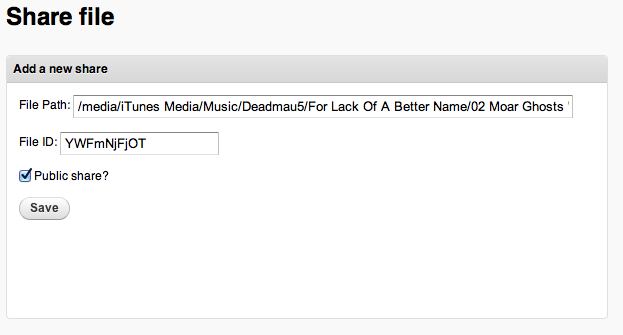 Share file
Add a new share
File Path: /media/iTunes Media/Music/Deadmau5/For Lack Of A Better Name/02 Moar Ghosts '
File ID: YWFmNjFjOT
Public share?
Save